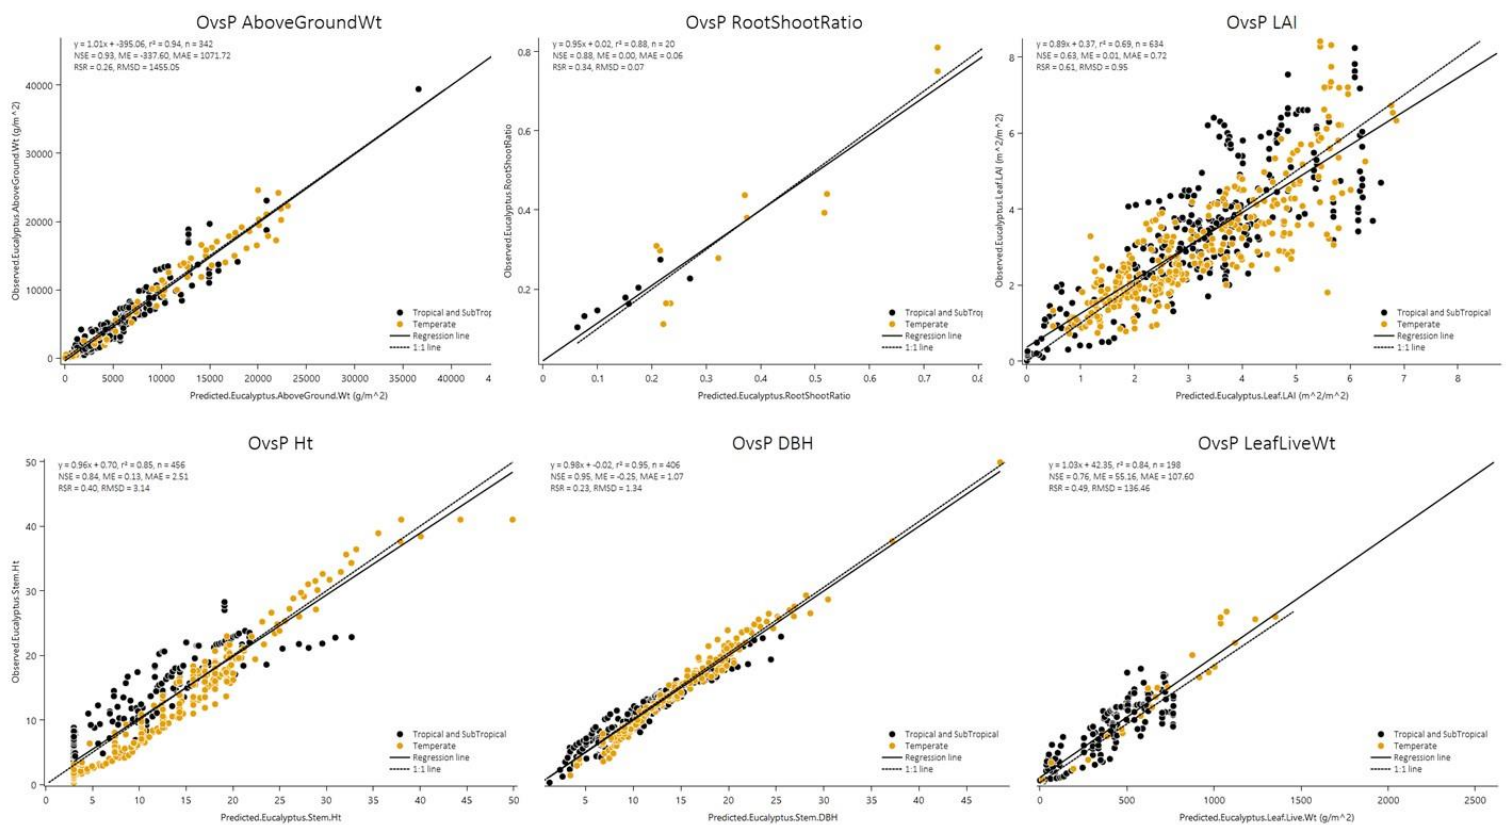 OvsP AboveGroundWt
y = 1.01x + -395.06, r² = 0.94, n = 342
NSE = 0.93, ME = -337.60, MAE = 1071.72
RSR = 0.26, RMSD = 1455.05
Observed.Eucalyptus.AboveGround.Wt (g/m^2)
40000
30000
20000
10000
0
Tropical and SubTropi
Temperate
Regression line
1:1 line
0 5000 10000 15000 20000 25000 30000 35000 40000 4
Predicted.Eucalyptus.AboveGround.Wt (g/m^2)
OvsP RootShootRatio
y = 0.95x + 0.02, r² = 0.88, n = 20
NSE = 0.88, ME = 0.00, MAE = 0.06
RSR = 0.34, RMSD = 0.07
Observed.Eucalyptus.RootShootRatio
0.8
0.6
0.4
0.2
Tropical and SubTrop
Temperate
Regression line
1:1 line
0 0.1 0.2 0.3 0.4 0.5 0.6 0.7 0.8
Predicted.Eucalyptus.RootShootRatio
OvsP LAI
y = 0.89x + 0.37, r² = 0.69, n = 634
NSE = 0.63, ME = 0.01, MAE = 0.72
RSR = 0.61, RMSD = 0.95
Observed.Eucalyptus.Leaf.LAI (m^2/m^2)
8
6
4
2
0
Tropical and SubTropical
Temperate
Regression line
1:1 line
0 1 2 3 4 5 6 7 8
Predicted.Eucalyptus.Leaf.LAI (m^2/m^2)
OvsP Ht
y = 0.96x + 0.70, r² = 0.85, n = 456
NSE = 0.84, ME = 0.13, MAE = 2.51
RSR = 0.40, RMSD = 3.14
Observed.Eucalyptus.Stem.Ht
50
40
30
20
10
0
Tropical and SubTropical
Temperate
Regression line
1:1 line
0 5 10 15 20 25 30 35 40 45 50
Predicted.Eucalyptus.Stem.Ht
OvsP DBH
y = 0.98x + -0.02, r² = 0.95, n = 406
NSE = 0.95, ME = -0.25, MAE = 1.07
RSR = 0.23, RMSD = 1.34
Tropical and SubTropical
Temperate
Regression line
1:1 line
5 10 15 20 25 30 35 40 45
Predicted.Eucalyptus.Stem.DBH
OvsP LeafLiveWt
y = 1.03x + 42.35, r² = 0.84, n = 198
NSE = 0.76, ME = 55.16, MAE = 107.60
RSR = 0.49, RMSD = 136.46
Tropical and SubTropical
Temperate
Regression line
1:1 line
0 500 1000 1500 2000 2500
Predicted.Eucalyptus.Leaf.Live.Wt (g/m^2)